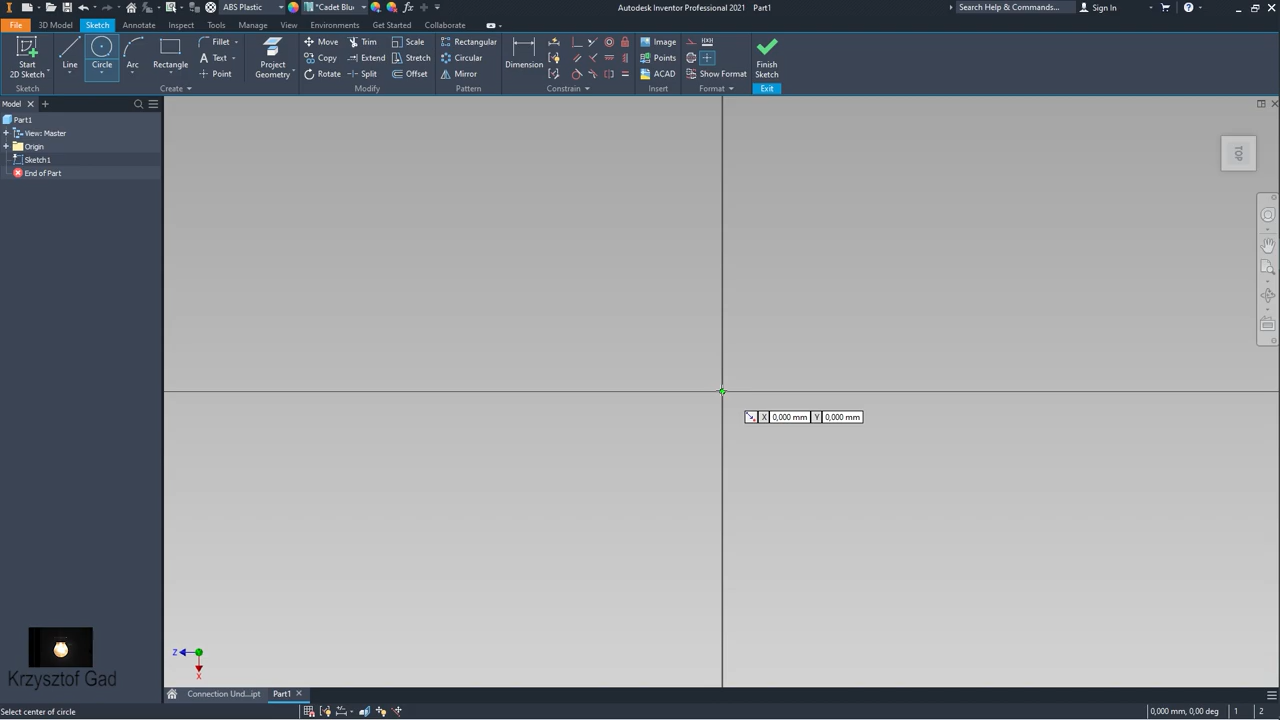 ABS Plastic
*Cadet Blu
Autodesk Inventor Professional 2021 Part1
Search Help & Commands...
Sign In
File
3D Model
Sketch
Annotate
Inspect
Tools
Manage
View
Environments
Get Started
Collaborate
Start
2D Sketch
Line
Circle
Arc
Rectangle
Fillet
Text
Point
Project
Geometry
Move
Copy
Rotate
Trim
Extend
Split
Scale
Stretch
Offset
Rectangular
Circular
Mirror
Dimension
Image
Points
ACAD
Show Format
Finish
Sketch
Sketch
Create
Modify
Pattern
Constrain
Insert
Format
Exit
Model
Part1
View: Master
Origin
Sketch1
End of Part
TOP
X 0,000 mm Y 0,000 mm
Z
X
Krzysztof Gad
Connection Und...ipt
Part1
Select center of circle
0,000 mm, 0,00 deg 1 2